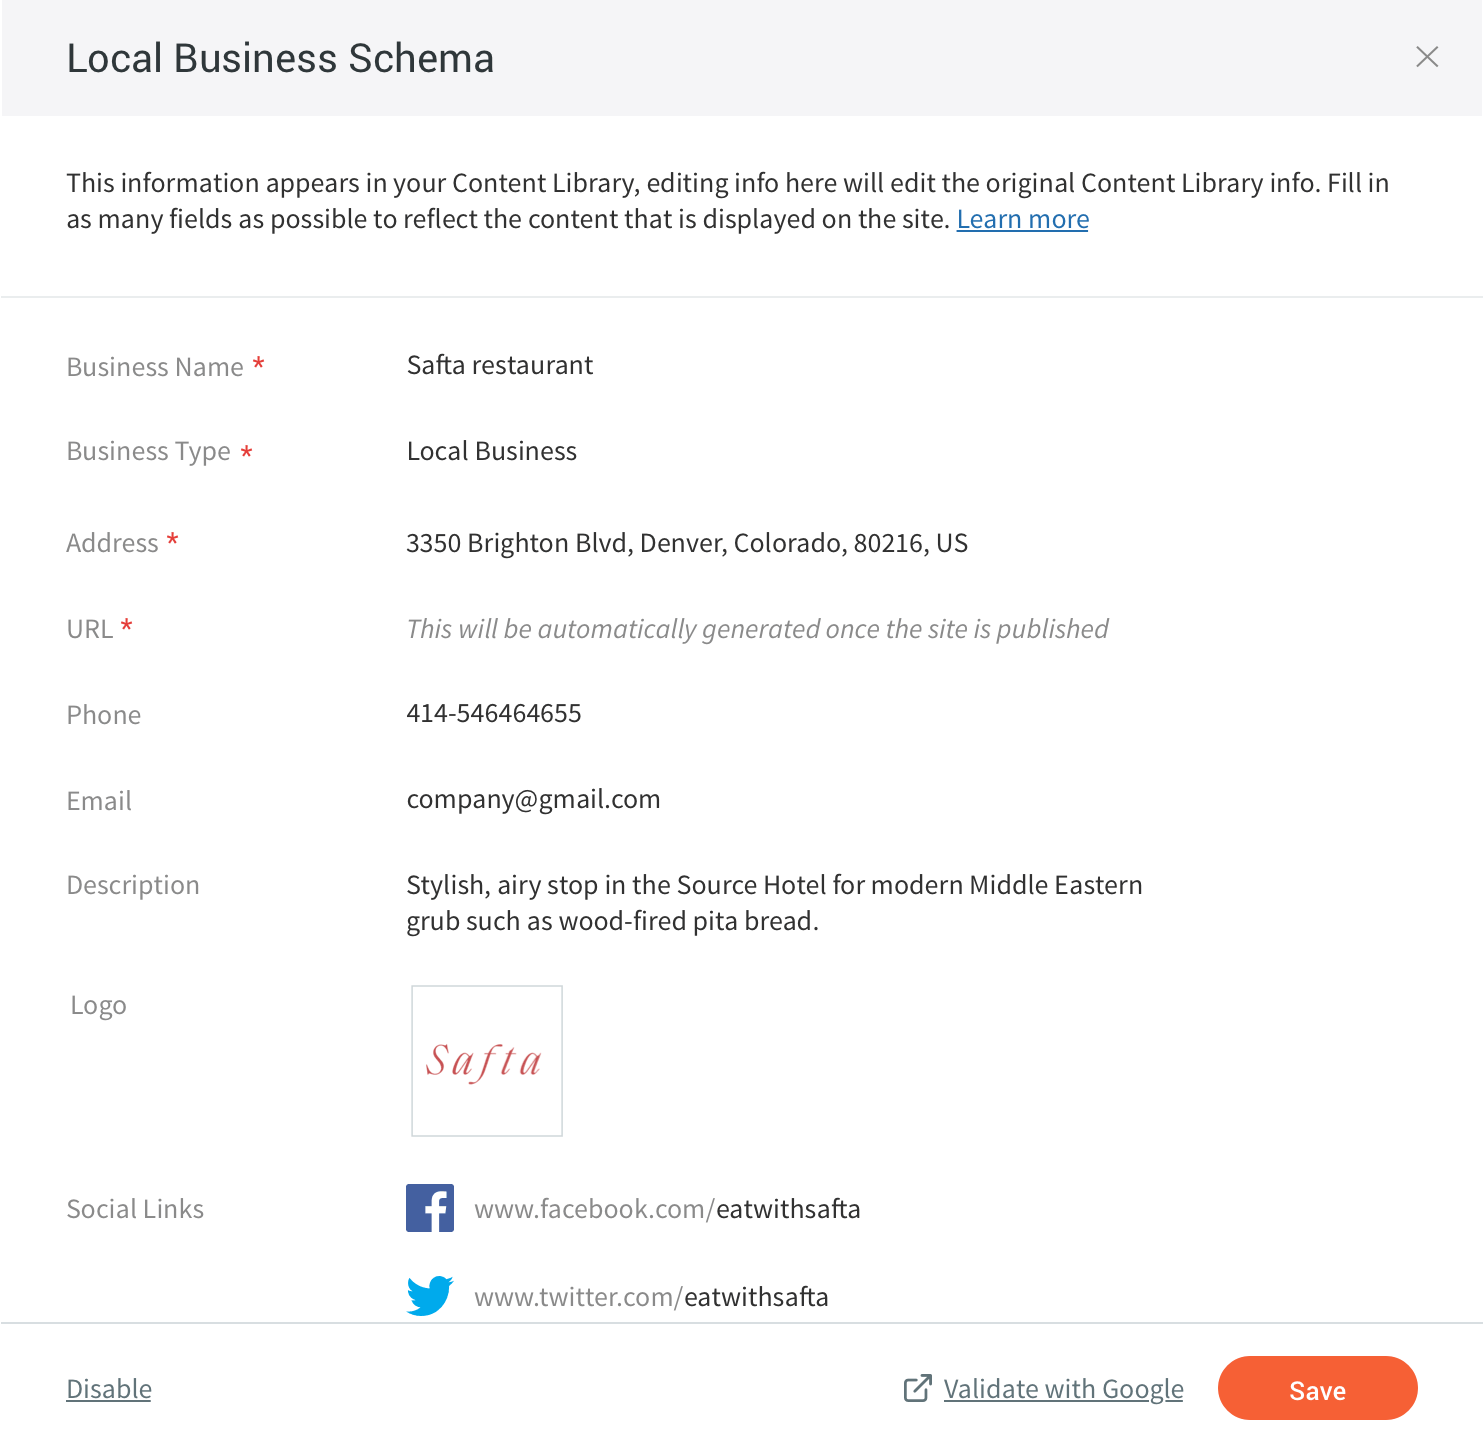 Local Business Schema
This information appears in your Content Library, editing info here will edit the original Content Library info. Fill in
as many fields as possible to reflect the content that is displayed on the site. Learn more
Business Name * Safta restaurant
Business Type * Local Business
Address * 3350 Brighton Blvd, Denver, Colorado, 80216, US
URL * This will be automatically generated once the site is published
Phone 414-546464655
Email company@gmail.com
Description Stylish, airy stop in the Source Hotel for modern Middle Eastern
grub such as wood-fired pita bread.
Logo
Safta
Social Links www.facebook.com/eatwithsafta
www.twitter.com/eatwithsafta
Disable Validate with Google Save